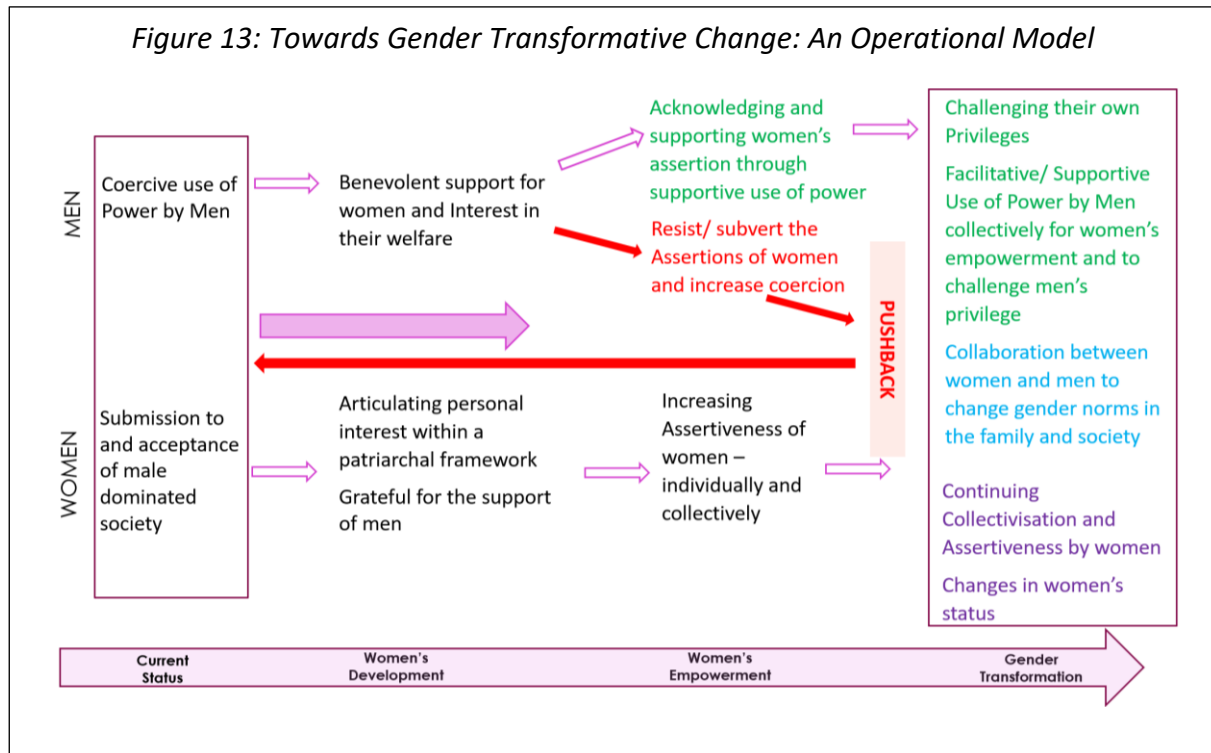 Figure 13: Towards Gender Transformative Change: An Operational Model
MEN
Coercive use of
Power by Men
Benevolent support for
women and Interest in
their welfare
Acknowledging and
supporting women's
assertion through
supportive use of power
Resist/ subvert the
Assertions of women
and increase coercion
PUSHBACK
Challenging their own
Privileges
Facilitative/ Supportive
Use of Power by Men
collectively for women's
empowerment and to
challenge men's
privilege
Collaboration between
women and men to
change gender norms in
the family and society
Continuing
Collectivisation and
Assertiveness by women
Changes in women's
status
WOMEN
Submission to
and acceptance
of male
dominated
society
Articulating personal
interest within a
patriarchal framework
Grateful for the support
of men
Increasing
Assertiveness of
women –
individually and
collectively
Current
Status
Women's
Development
Women's
Empowerment
Gender
Transformation